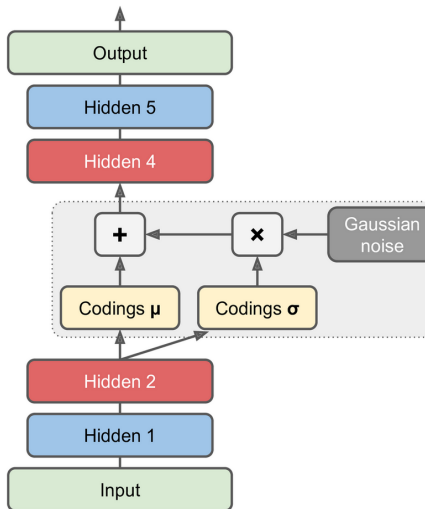 Output
Hidden 5
Hidden 4
+
×
Gaussian
noise
Codings μ
Codings σ
Hidden 2
Hidden 1
Input